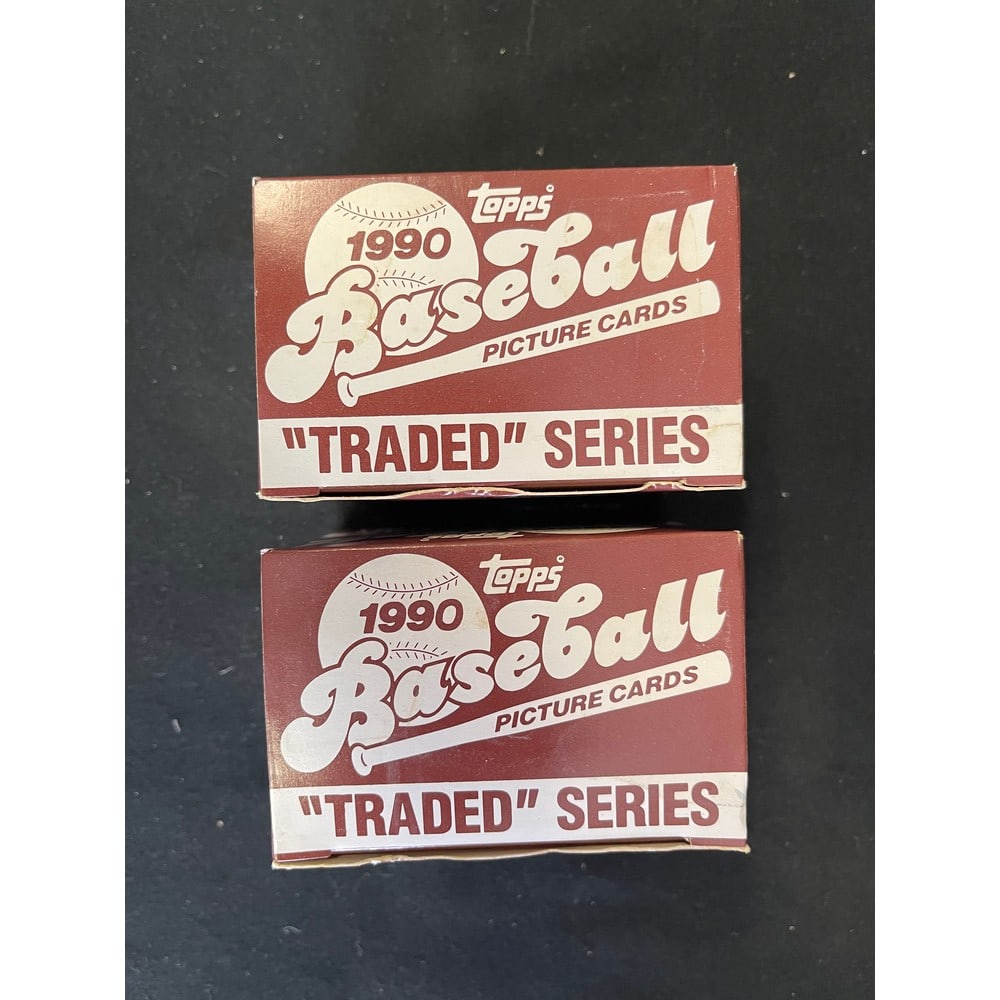 Topps
1990
Baseball
PICTURE CARDS
"TRADED" SERIES
Topps
1990
Baseball
PICTURE CARDS
"TRADED" SERIES